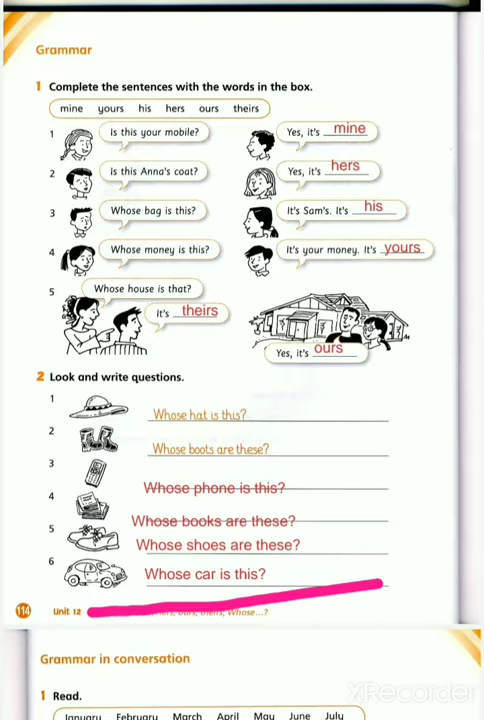 Grammar
1 Complete the sentences with the words in the box.
mine yours his hers ours theirs
1 Is this your mobile? Yes, it's mine
2 Is this Anna's coat? Yes, it's hers
3 Whose bag is this? It's Sam's. It's his
4 Whose money is this? It's your money. It's yours
5 Whose house is that?
It's theirs
Yes, it's ours
2 Look and write questions.
1 Whose hat is this?
2 Whose boots are these?
3 Whose phone is this?
4 Whose books are these?
5 Whose shoes are these?
6 Whose car is this?
114 Unit 12 hers, ours, theirs, Whose...?
Grammar in conversation
1 Read.
January February March April May June July
XRecorder